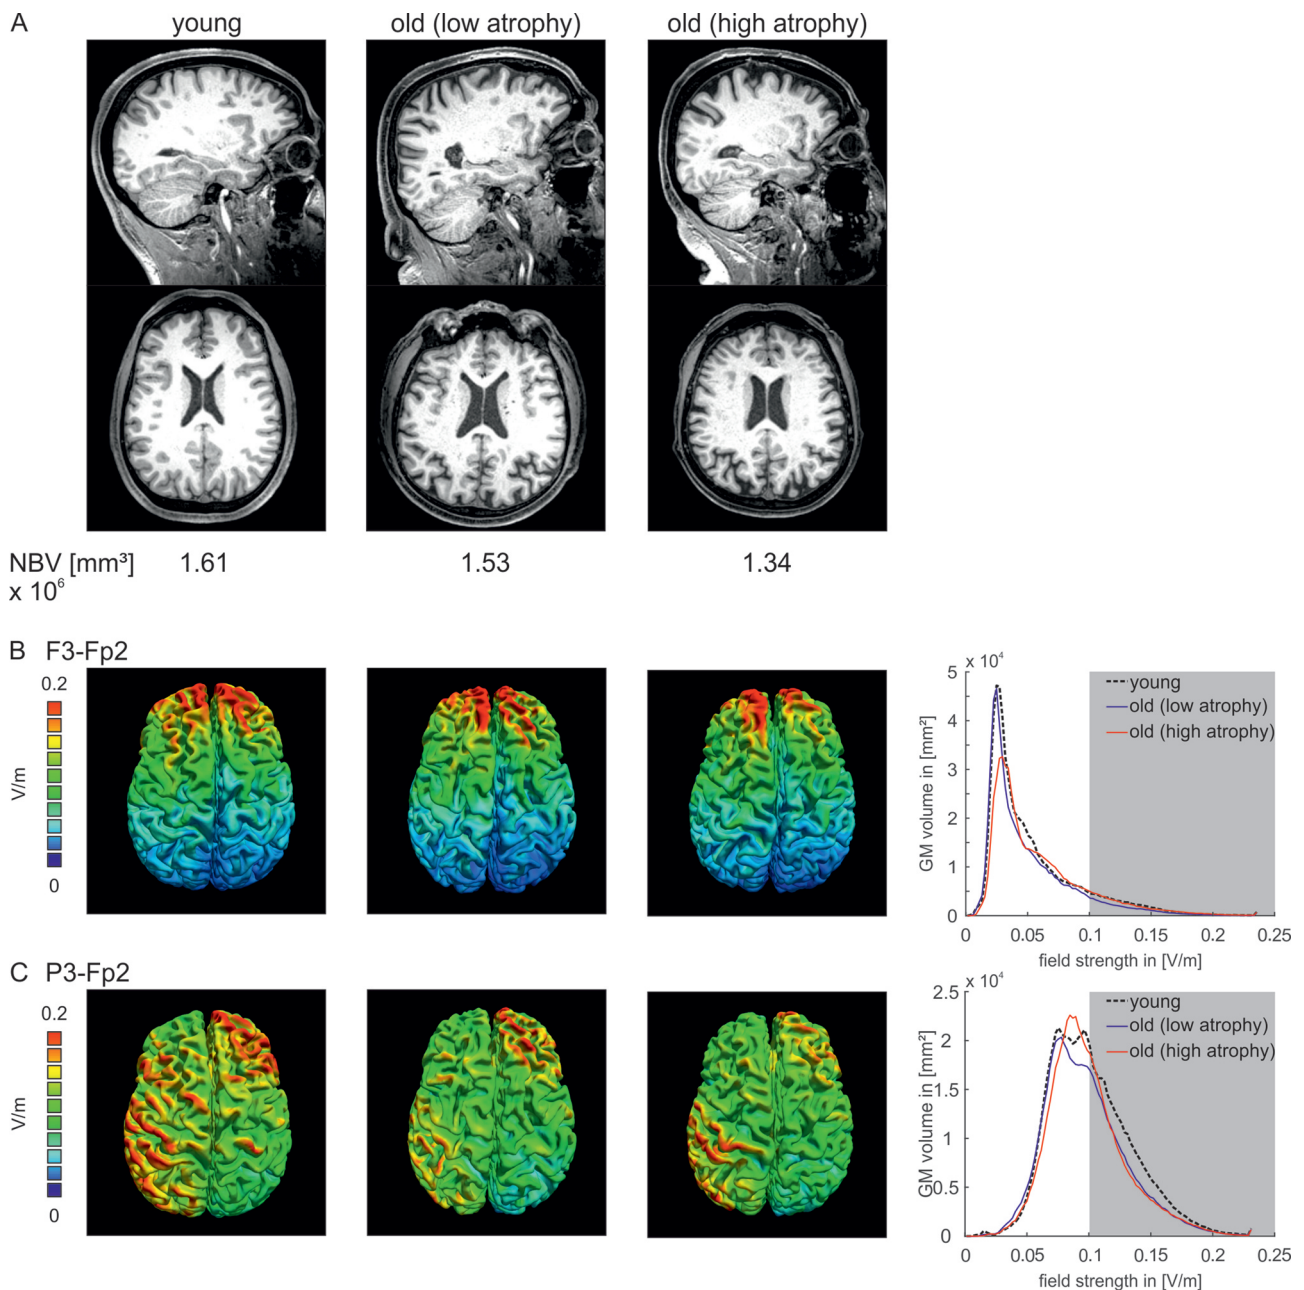 A
young
old (low atrophy)
old (high atrophy)
NBV [mm³] 1.61 1.53 1.34
x 10⁶
B F3-Fp2
0.2
V/m
0
x 10⁴
5
4
3
2
1
0
GM volume in [mm²]
young
old (low atrophy)
old (high atrophy)
0 0.05 0.1 0.15 0.2 0.25
field strength in [V/m]
C P3-Fp2
0.2
V/m
0
x 10⁴
2.5
2
1.5
1
0.5
0
GM volume in [mm²]
young
old (low atrophy)
old (high atrophy)
0 0.05 0.1 0.15 0.2 0.25
field strength in [V/m]